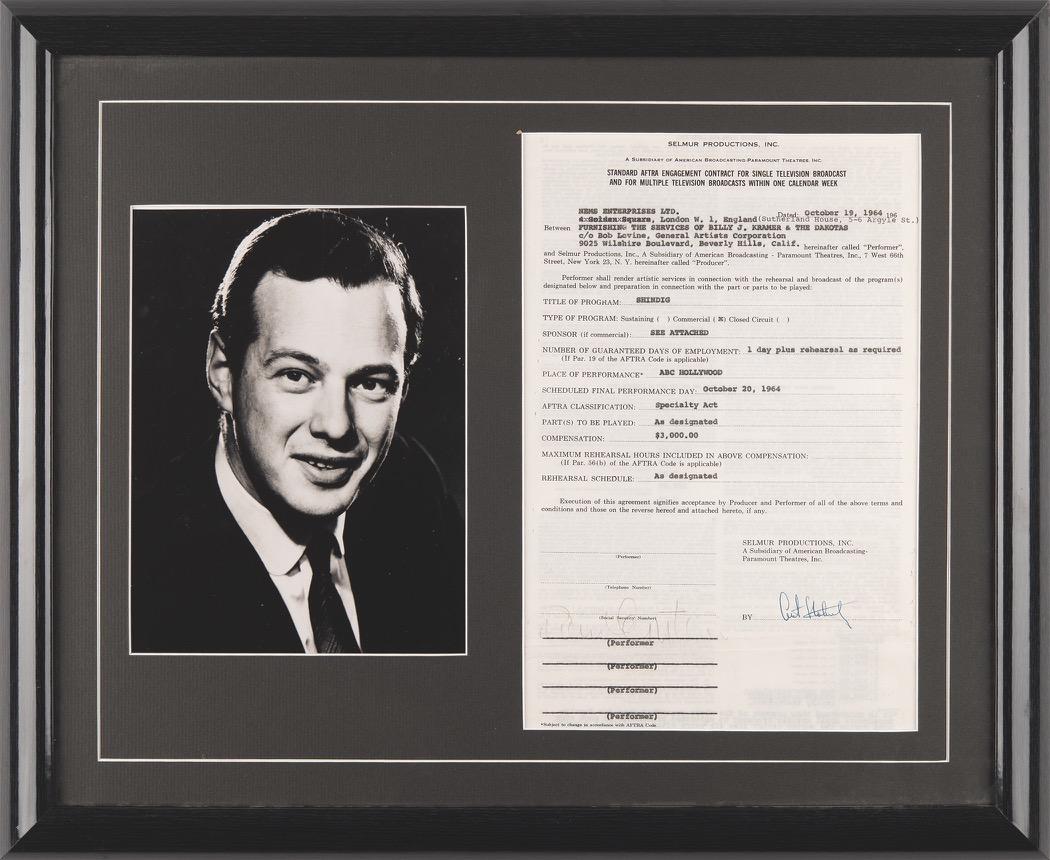 SELMUR PRODUCTIONS, INC.
A SUBSIDIARY OF AMERICAN BROADCASTING-PARAMOUNT THEATRES, INC.
STANDARD AFTRA ENGAGEMENT CONTRACT FOR SINGLE TELEVISION BROADCAST
AND FOR MULTIPLE TELEVISION BROADCASTS WITHIN ONE CALENDAR WEEK
NEMS ENTERPRISES LTD. Dated: October 19, 1964 196
4 Golden Square, London W. 1, England (Sutherland House, 5-6 Argyle St.)
Between FURNISHING THE SERVICES OF BILLY J. KRAMER & THE DAKOTAS
c/o Bob Levine, General Artists Corporation
9025 Wilshire Boulevard, Beverly Hills, Calif. hereinafter called "Performer",
and Selmur Productions, Inc., A Subsidiary of American Broadcasting - Paramount Theatres, Inc., 7 West 66th
Street, New York 23, N. Y. hereinafter called "Producer".
Performer shall render artistic services in connection with the rehearsal and broadcast of the program(s)
designated below and preparation in connection with the part or parts to be played:
TITLE OF PROGRAM: SHINDIG
TYPE OF PROGRAM: Sustaining ( ) Commercial ( X ) Closed Circuit ( )
SPONSOR (if commercial): SEE ATTACHED
NUMBER OF GUARANTEED DAYS OF EMPLOYMENT: 1 day plus rehearsal as required
(If Par. 19 of the AFTRA Code is applicable)
PLACE OF PERFORMANCE* ABC HOLLYWOOD
SCHEDULED FINAL PERFORMANCE DAY: October 20, 1964
AFTRA CLASSIFICATION: Specialty Act
PART(S) TO BE PLAYED: As designated
COMPENSATION: $3,000.00
MAXIMUM REHEARSAL HOURS INCLUDED IN ABOVE COMPENSATION:
(If Par. 56(b) of the AFTRA Code is applicable)
REHEARSAL SCHEDULE: As designated
Execution of this agreement signifies acceptance by Producer and Performer of all of the above terms and
conditions and those on the reverse hereof and attached hereto, if any.
SELMUR PRODUCTIONS, INC.
A Subsidiary of American Broadcasting-
Paramount Theatres, Inc.
(Performer)
(Telephone Number)
(Social Security Number)
BY
(Performer
(Performer)
(Performer)
(Performer)
*Subject to change in accordance with AFTRA Code.